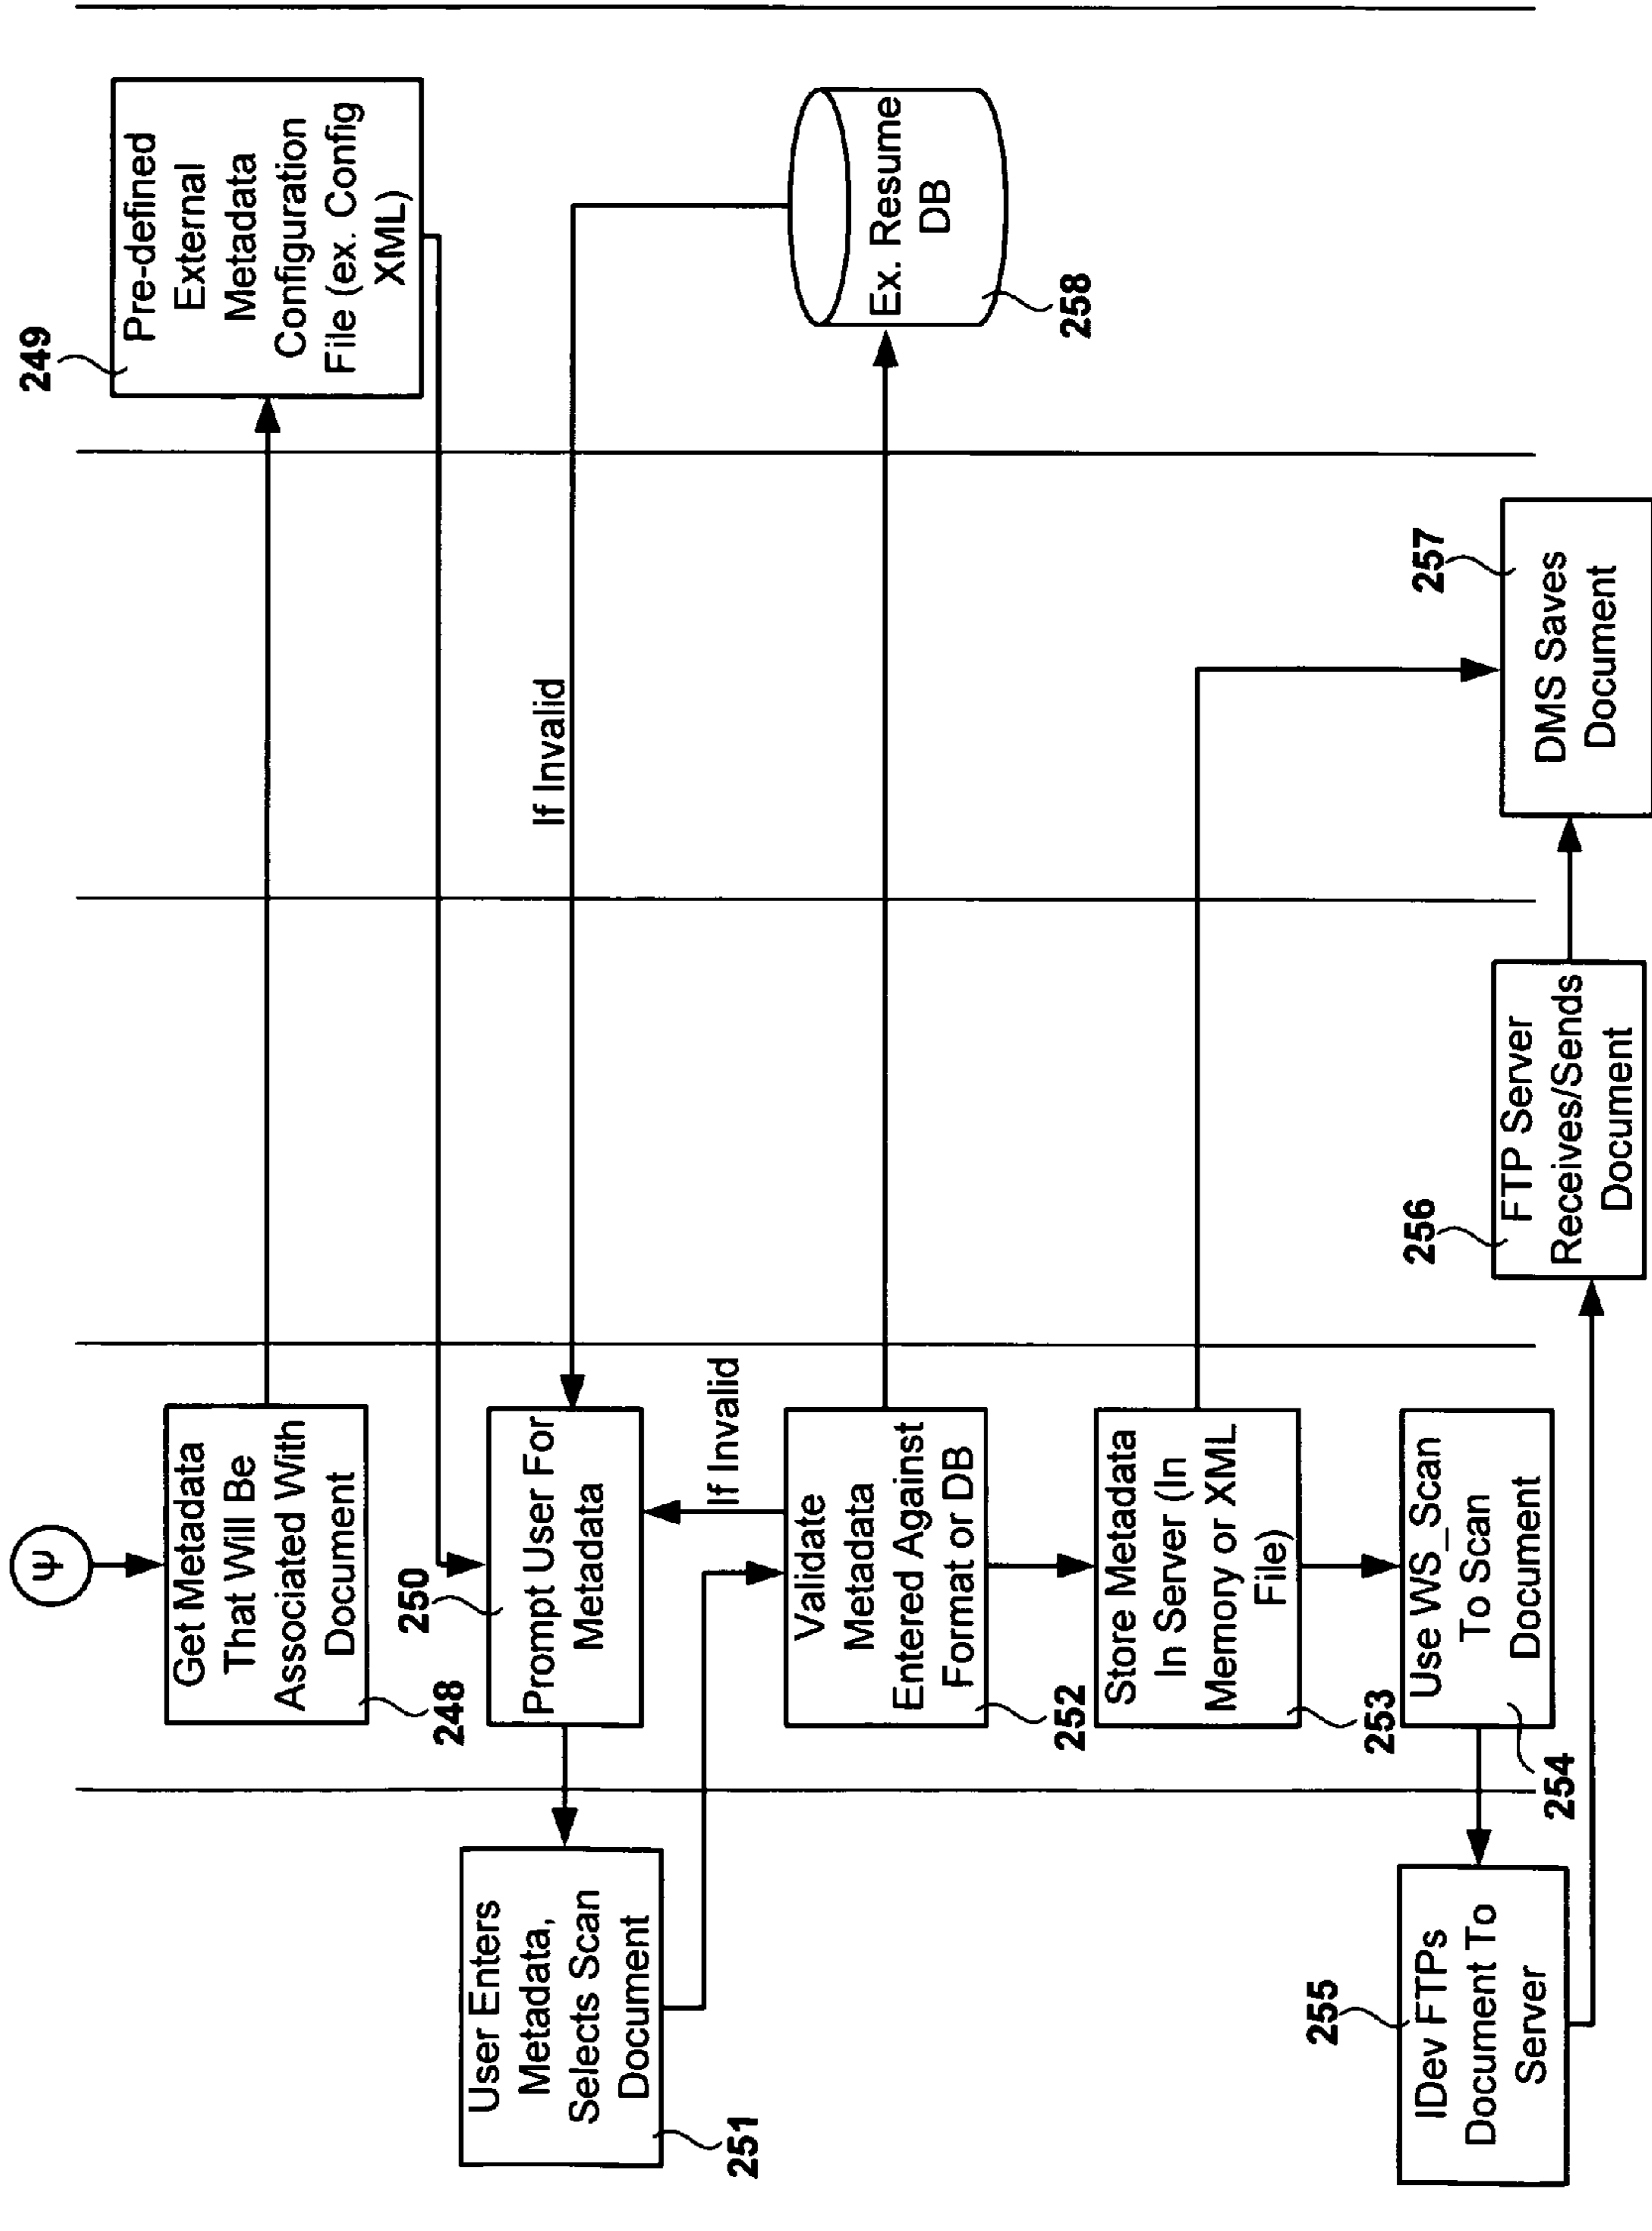 249
Pre-defined
External
Metadata
Configuration
File (ex. Config
XML)
Ψ
Get Metadata
That Will Be
Associated With
Document
248
250
Prompt User For
Metadata
If Invalid
User Enters
Metadata,
Selects Scan
Document
251
If Invalid
Validate
Metadata
Entered Against
Format or DB
252
Ex. Resume
DB
258
Store Metadata
In Server (In
Memory or XML
File)
253
Use WS_Scan
To Scan
Document
254
255
IDev FTPs
Document To
Server
256
FTP Server
Receives/Sends
Document
257
DMS Saves
Document